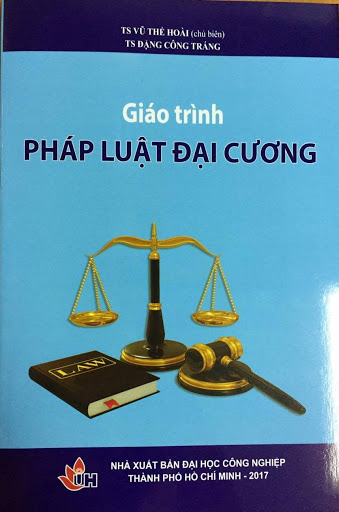 TS VŨ THẾ HOÀI (chủ biên)
TS ĐẶNG CÔNG TRÁNG
Giáo trình
PHÁP LUẬT ĐẠI CƯƠNG
LAW
IUH
NHÀ XUẤT BẢN ĐẠI HỌC CÔNG NGHIỆP
THÀNH PHỐ HỒ CHÍ MINH - 2017